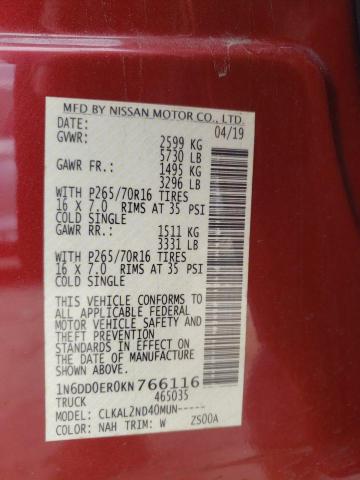 MFD BY NISSAN MOTOR CO., LTD.
DATE: 04/19
GVWR: 2599 KG
5730 LB
GAWR FR.: 1495 KG
3296 LB
WITH P265/70R16 TIRES
16 X 7.0 RIMS AT 35 PSI
COLD SINGLE
GAWR RR.: 1511 KG
3331 LB
WITH P265/70R16 TIRES
16 X 7.0 RIMS AT 35 PSI
COLD SINGLE
THIS VEHICLE CONFORMS TO
ALL APPLICABLE FEDERAL
MOTOR VEHICLE SAFETY AND
THEFT PREVENTION
STANDARDS IN EFFECT ON
THE DATE OF MANUFACTURE
SHOWN ABOVE.
1N6DD0ER0KN766116
TRUCK 465035
MODEL: CLKAL2ND40MUN-----
COLOR: NAH TRIM: W ZS00A